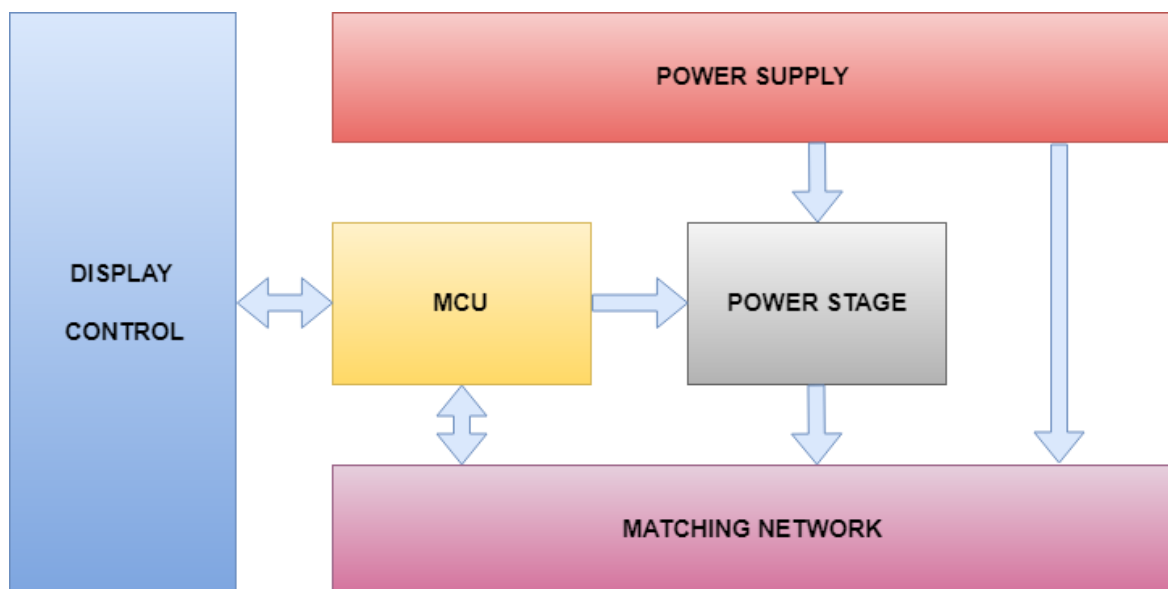 POWER SUPPLY
DISPLAY
CONTROL
MCU
POWER STAGE
MATCHING NETWORK